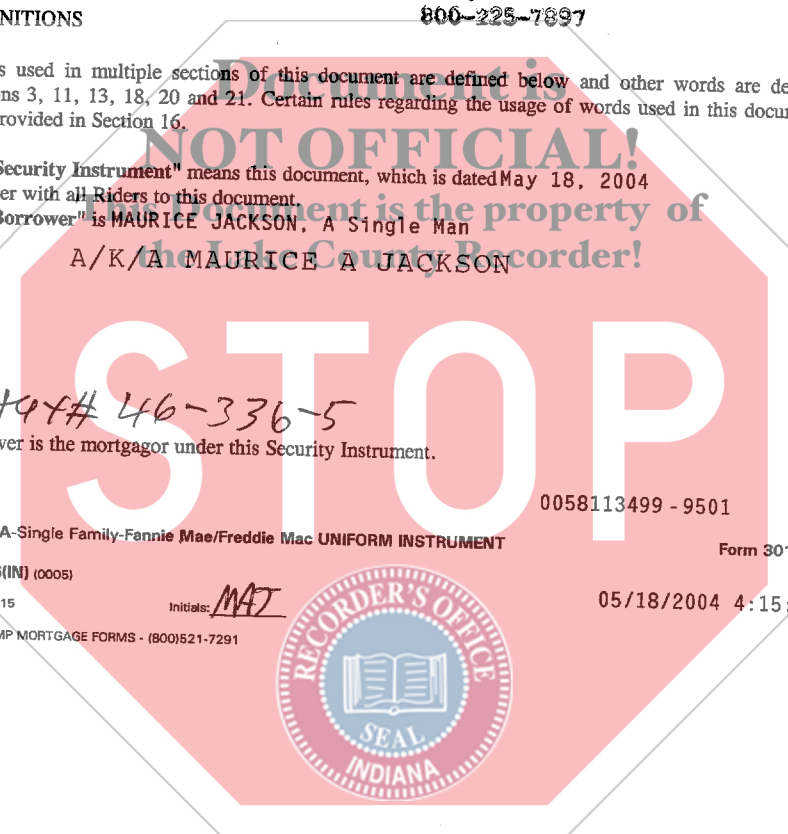 NITIONS
800-225-7897
s used in multiple sections of this document are defined below and other words are de
ns 3, 11, 13, 18, 20 and 21. Certain rules regarding the usage of words used in this docu
rovided in Section 16.
Document is
NOT OFFICIAL!
This Document is the property of
the Lake County Recorder!
Security Instrument" means this document, which is dated May 18, 2004
er with all Riders to this document.
Borrower" is MAURICE JACKSON, A Single Man
A/K/A MAURICE A JACKSON
STOP
# 46-336-5
wer is the mortgagor under this Security Instrument.
0058113499 - 9501
A-Single Family-Fannie Mae/Freddie Mac UNIFORM INSTRUMENT
Form 301
(IN) (0005)
15
Initials: MAJ
05/18/2004 4:15:
MP MORTGAGE FORMS - (800)521-7291
RECORDER'S OFFICE
SEAL
INDIANA